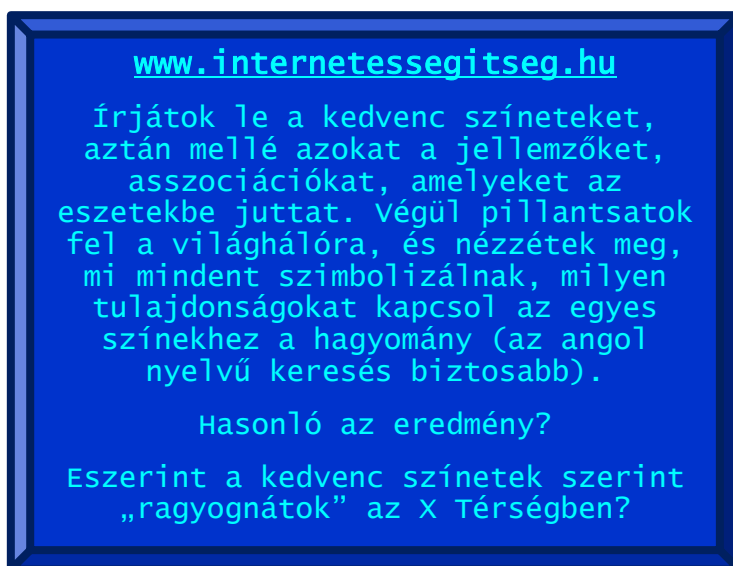 www.internetessegitseg.hu
Írjátok le a kedvenc színeteket,
aztán mellé azokat a jellemzőket,
asszociációkat, amelyeket az
eszetekbe juttat. Végül pillantsatok
fel a világhálóra, és nézzétek meg,
mi mindent szimbolizálnak, milyen
tulajdonságokat kapcsol az egyes
színekhez a hagyomány (az angol
nyelvű keresés biztosabb).
Hasonló az eredmény?
Eszerint a kedvenc színetek szerint
„ragyognátok” az X Térségben?